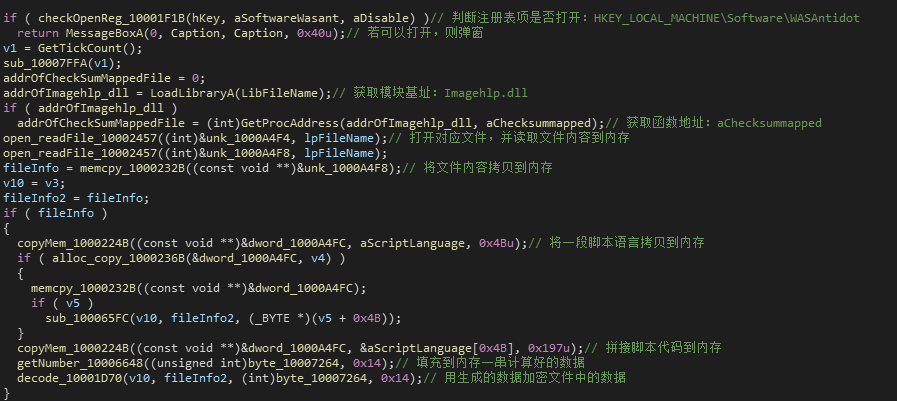 if ( checkOpenReg_10001F1B(hKey, aSoftwareWasant, aDisable) )// 判断注册表项是否打开：HKEY_LOCAL_MACHINE\Software\WASAntidot
return MessageBoxA(0, Caption, Caption, 0x40u);// 若可以打开，则弹窗
v1 = GetTickCount();
sub_10007FFA(v1);
addrOfCheckSumMappedFile = 0;
addrOfImagehlp_dll = LoadLibraryA(LibFileName);// 获取模块基址：Imagehlp.dll
if ( addrOfImagehlp_dll )
addrOfCheckSumMappedFile = (int)GetProcAddress(addrOfImagehlp_dll, aChecksummapped);// 获取函数地址：aChecksummapped
open_readFile_10002457((int)&unk_1000A4F4, lpFileName);// 打开对应文件，并读取文件内容到内存
open_readFile_10002457((int)&unk_1000A4F8, lpFileName);
fileInfo = memcpy_1000232B((const void **)&unk_1000A4F8);// 将文件内容拷贝到内存
v10 = v3;
fileInfo2 = fileInfo;
if ( fileInfo )
{
copyMem_1000224B((const void **)&dword_1000A4FC, aScriptLanguage, 0x4Bu);// 将一段脚本语言拷贝到内存
if ( alloc_copy_1000236B(&dword_1000A4FC, v4) )
{
memcpy_1000232B((const void **)&dword_1000A4FC);
if ( v5 )
sub_100065FC(v10, fileInfo2, (_BYTE *)(v5 + 0x4B));
}
copyMem_1000224B((const void **)&dword_1000A4FC, &aScriptLanguage[0x4B], 0x197u);// 拼接脚本代码到内存
getNumber_10006648((unsigned int)byte_10007264, 0x14);// 填充到内存一串计算好的数据
decode_10001D70(v10, fileInfo2, (int)byte_10007264, 0x14);// 用生成的数据加密文件中的数据
}